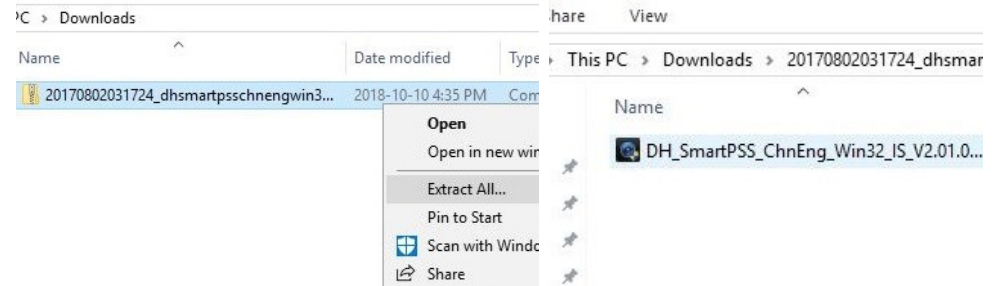 PC > Downloads
Name
Date modified
Type
20170802031724_dhsmartpsschnengwin3...
2018-10-10 4:35 PM
Com
Open
Open in new win
Extract All...
Pin to Start
Scan with Windo
Share
hare
View
This PC > Downloads > 20170802031724_dhsmar
Name
DH_SmartPSS_ChnEng_Win32_IS_V2.01.0...